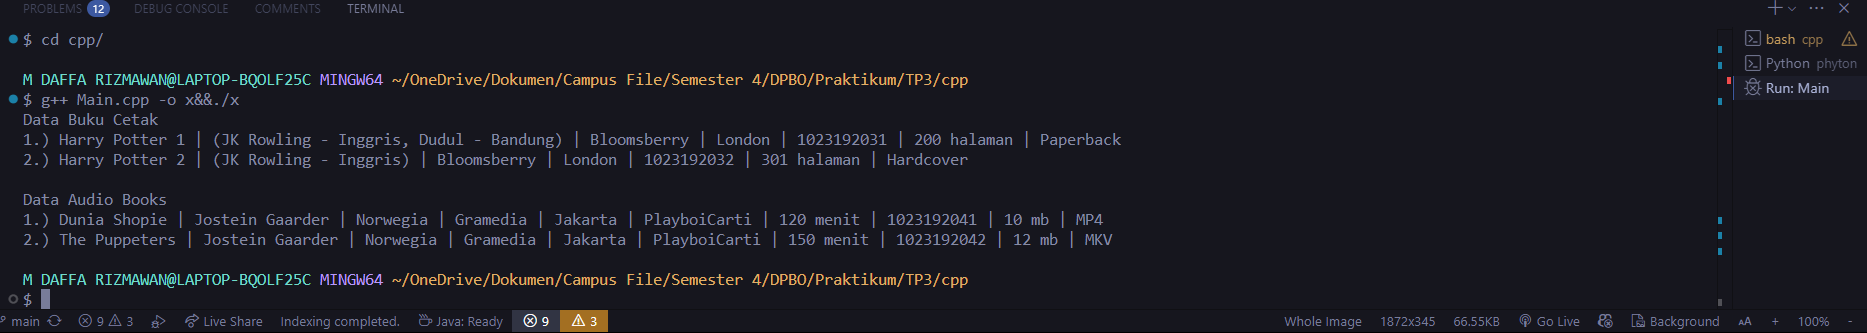 PROBLEMS 12 DEBUG CONSOLE COMMENTS TERMINAL
$ cd cpp/
bash cpp
M DAFFA RIZMAWAN@LAPTOP-BQOLF25C MINGW64 ~/OneDrive/Dokumen/Campus File/Semester 4/DPBO/Praktikum/TP3/cpp
Python phyton
$ g++ Main.cpp -o x&&./x
Run: Main
Data Buku Cetak
1.) Harry Potter 1 | (JK Rowling - Inggris, Dudul - Bandung) | Bloomsberry | London | 1023192031 | 200 halaman | Paperback
2.) Harry Potter 2 | (JK Rowling - Inggris) | Bloomsberry | London | 1023192032 | 301 halaman | Hardcover
Data Audio Books
1.) Dunia Shopie | Jostein Gaarder | Norwegia | Gramedia | Jakarta | PlayboiCarti | 120 menit | 1023192041 | 10 mb | MP4
2.) The Puppeters | Jostein Gaarder | Norwegia | Gramedia | Jakarta | PlayboiCarti | 150 menit | 1023192042 | 12 mb | MKV
M DAFFA RIZMAWAN@LAPTOP-BQOLF25C MINGW64 ~/OneDrive/Dokumen/Campus File/Semester 4/DPBO/Praktikum/TP3/cpp
$
main 9 3 Live Share Indexing completed. Java: Ready 9 3 Whole Image 1872x345 66.55KB Go Live Background AA + 100% -